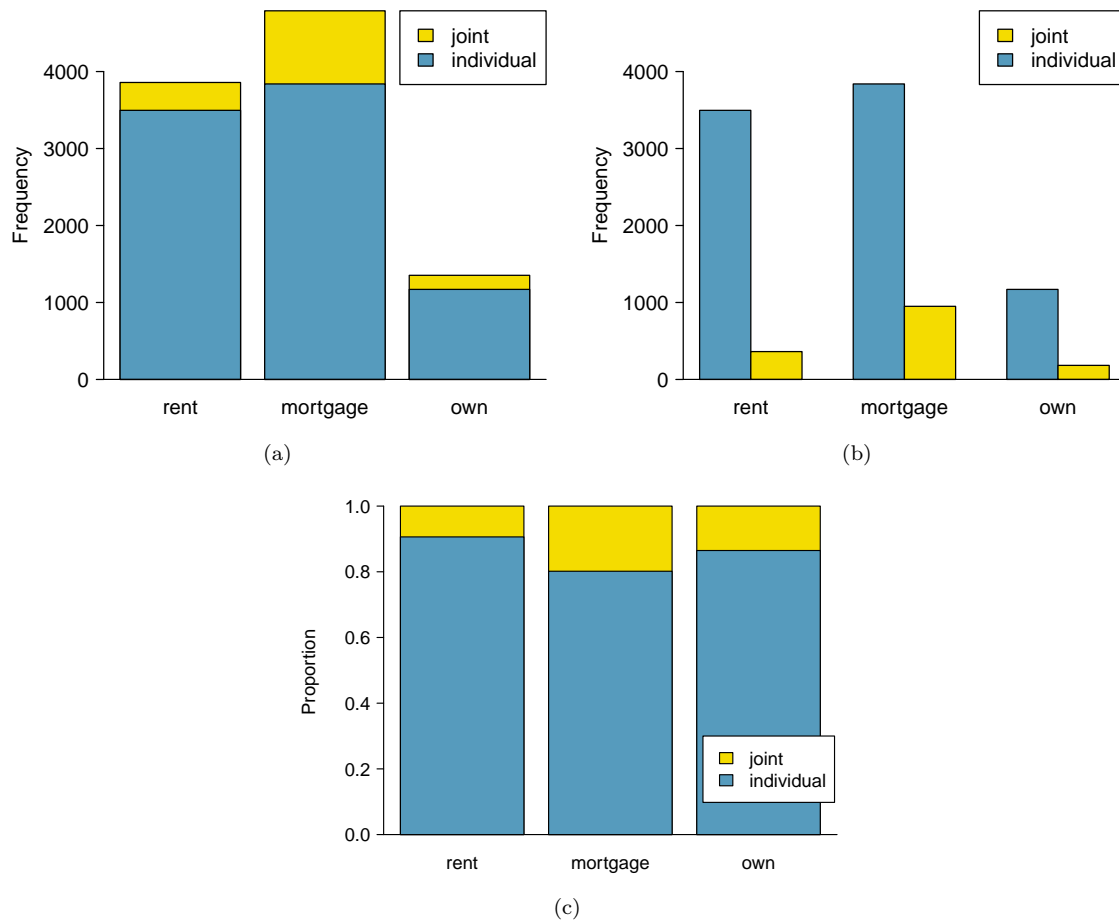 joint
individual
4000
3000
2000
1000
0
Frequency
rent mortgage own
(a)
joint
individual
4000
3000
2000
1000
0
Frequency
rent mortgage own
(b)
1.0
0.8
0.6
0.4
0.2
0.0
Proportion
joint
individual
rent mortgage own
(c)